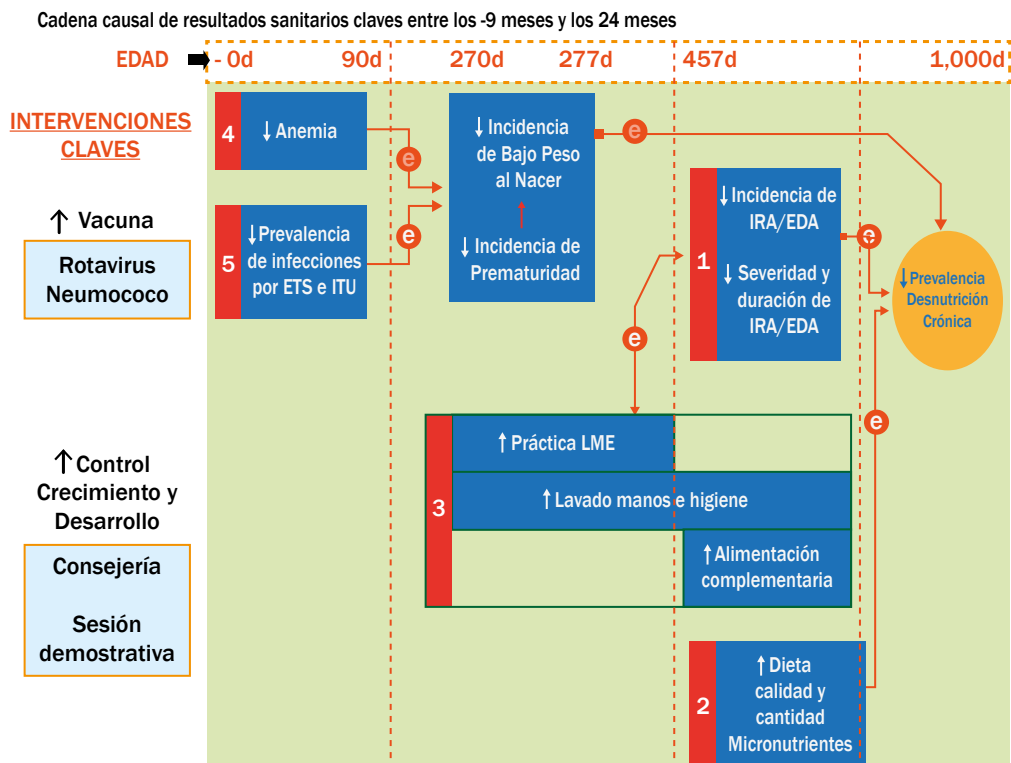 Cadena causal de resultados sanitarios claves entre los -9 meses y los 24 meses
EDAD - 0d 90d 270d 277d 457d 1,000d
INTERVENCIONES
CLAVES
↑ Vacuna
Rotavirus
Neumococo
↑ Control
Crecimiento y
Desarrollo
Consejería
Sesión
demostrativa
4
↓ Anemia
e
5
↓ Prevalencia
de infecciones
por ETS e ITU
e
↓ Incidencia
de Bajo Peso
al Nacer
↓ Incidencia de
Prematuridad
e
e
1
↓ Incidencia de
IRA/EDA
↓ Severidad y
duración de
IRA/EDA
e
↓ Prevalencia
Desnutrición
Crónica
3
↑ Práctica LME
↑ Lavado manos e higiene
↑ Alimentación
complementaria
e
2
↑ Dieta
calidad y
cantidad
Micronutrientes